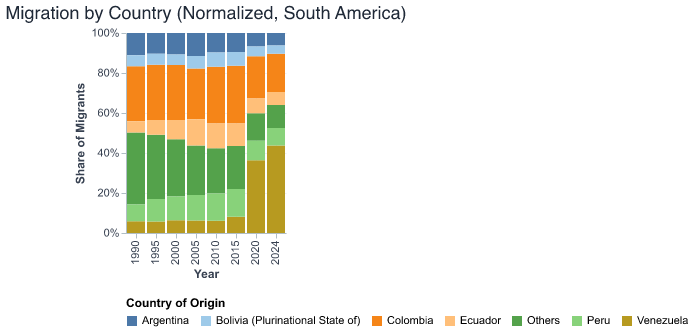 Migration by Country (Normalized, South America)
100%
80%
60%
40%
20%
0%
Share of Migrants
1990 1995 2000 2005 2010 2015 2020 2024
Year
Country of Origin
Argentina Bolivia (Plurinational State of) Colombia Ecuador Others Peru Venezuela